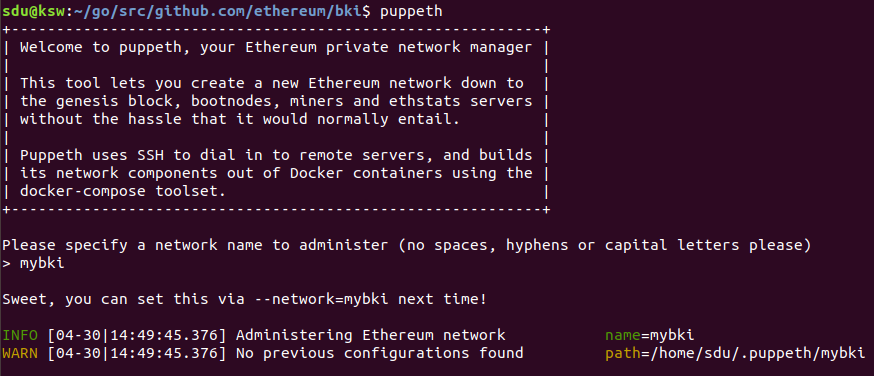 sdu@ksw:~/go/src/github.com/ethereum/bki$ puppeth
+-----------------------------------------------------------+
| Welcome to puppeth, your Ethereum private network manager |
|                                                           |
| This tool lets you create a new Ethereum network down to  |
| the genesis block, bootnodes, miners and ethstats servers |
| without the hassle that it would normally entail.         |
|                                                           |
| Puppeth uses SSH to dial in to remote servers, and builds |
| its network components out of Docker containers using the |
| docker-compose toolset.                                   |
+-----------------------------------------------------------+
Please specify a network name to administer (no spaces, hyphens or capital letters please)
> mybki
Sweet, you can set this via --network=mybki next time!
INFO [04-30|14:49:45.376] Administering Ethereum network           name=mybki
WARN [04-30|14:49:45.376] No previous configurations found         path=/home/sdu/.puppeth/mybki